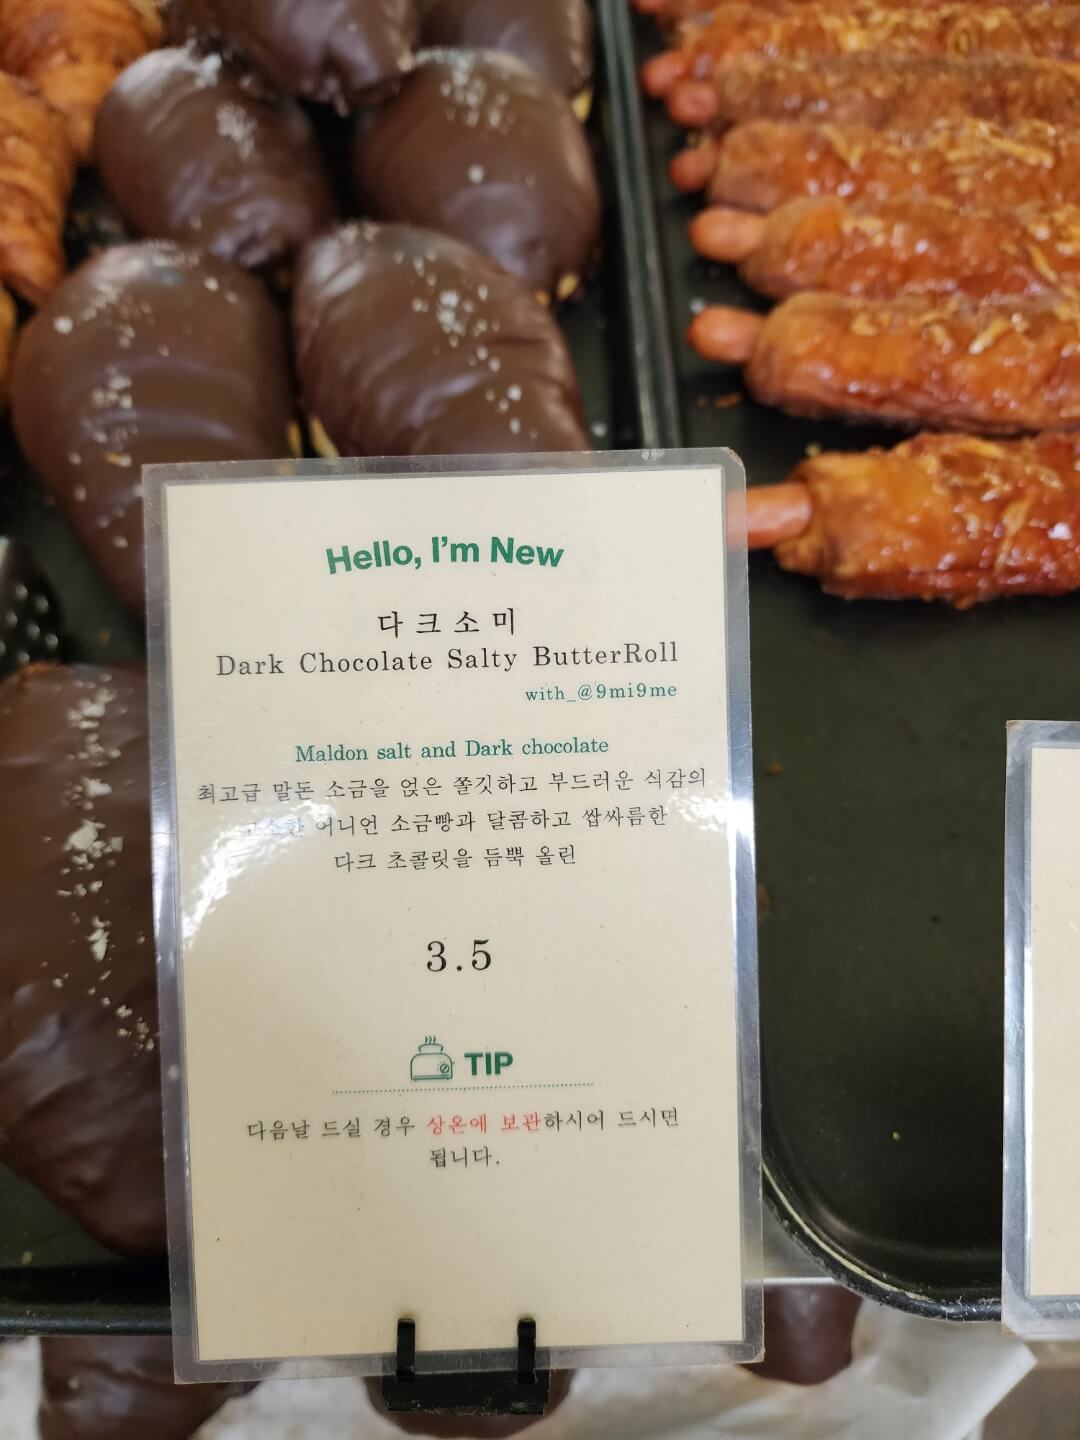 Hello, I'm New
다크소미
Dark Chocolate Salty ButterRoll
with_@9mi9me
Maldon salt and Dark chocolate
최고급 말돈 소금을 얹은 쫄깃하고 부드러운 식감의
고소한 어니언 소금빵과 달콤하고 쌉싸름한
다크 초콜릿을 듬뿍 올린
3.5
TIP
다음날 드실 경우 상온에 보관하시어 드시면
됩니다.